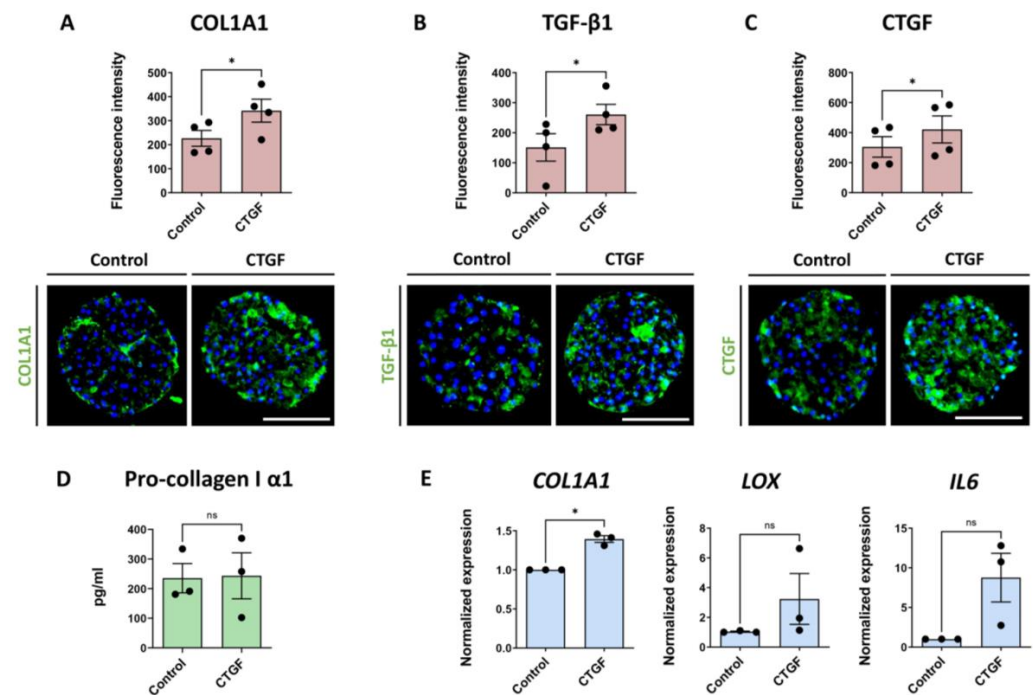 A
COL1A1
Fluorescence intensity
500
400
300
200
100
0
*
Control
CTGF
B
TGF-β1
Fluorescence intensity
400
300
200
100
0
*
Control
CTGF
C
CTGF
Fluorescence intensity
800
600
400
200
0
*
Control
CTGF
Control
CTGF
COL1A1
Control
CTGF
TGF-β1
Control
CTGF
CTGF
D
Pro-collagen I α1
pg/ml
400
300
200
100
0
ns
Control
CTGF
E
COL1A1
Normalized expression
1.5
1.0
0.5
0.0
*
Control
CTGF
LOX
Normalized expression
8
6
4
2
0
ns
Control
CTGF
IL6
Normalized expression
15
10
5
0
ns
Control
CTGF